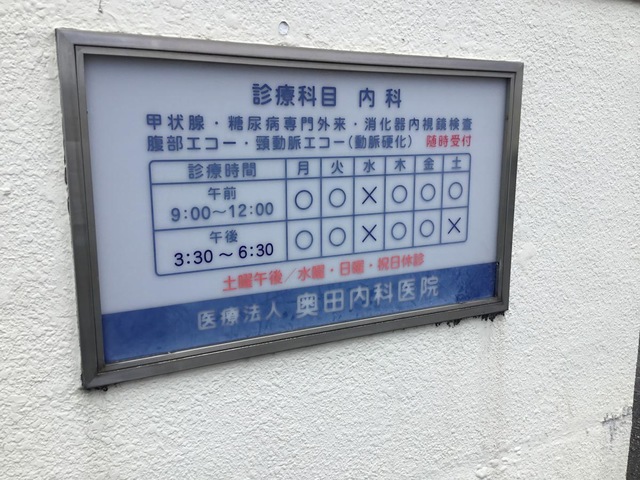 診療科目 内科
甲状腺・糖尿病専門外来・消化器内視鏡検査
腹部エコー・頸動脈エコー(動脈硬化) 随時受付
診療時間 月 火 水 木 金 土
午前 9:00〜12:00 ○ ○ × ○ ○ ○
午後 3:30〜6:30 ○ ○ × ○ ○ ×
土曜午後/水曜・日曜・祝日休診
医療法人 奥田内科医院